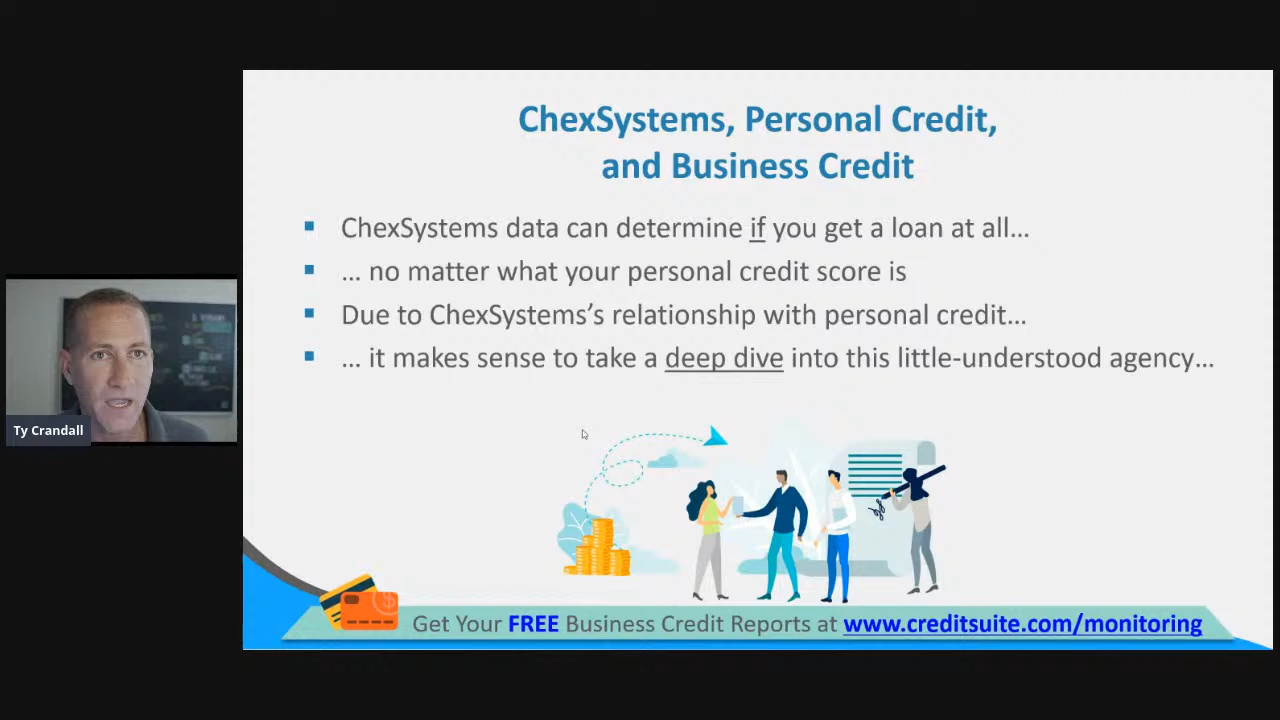 ChexSystems, Personal Credit,
and Business Credit
ChexSystems data can determine if you get a loan at all…
… no matter what your personal credit score is
Due to ChexSystems’s relationship with personal credit…
… it makes sense to take a deep dive into this little-understood agency…
Ty Crandall
Get Your FREE Business Credit Reports at www.creditsuite.com/monitoring